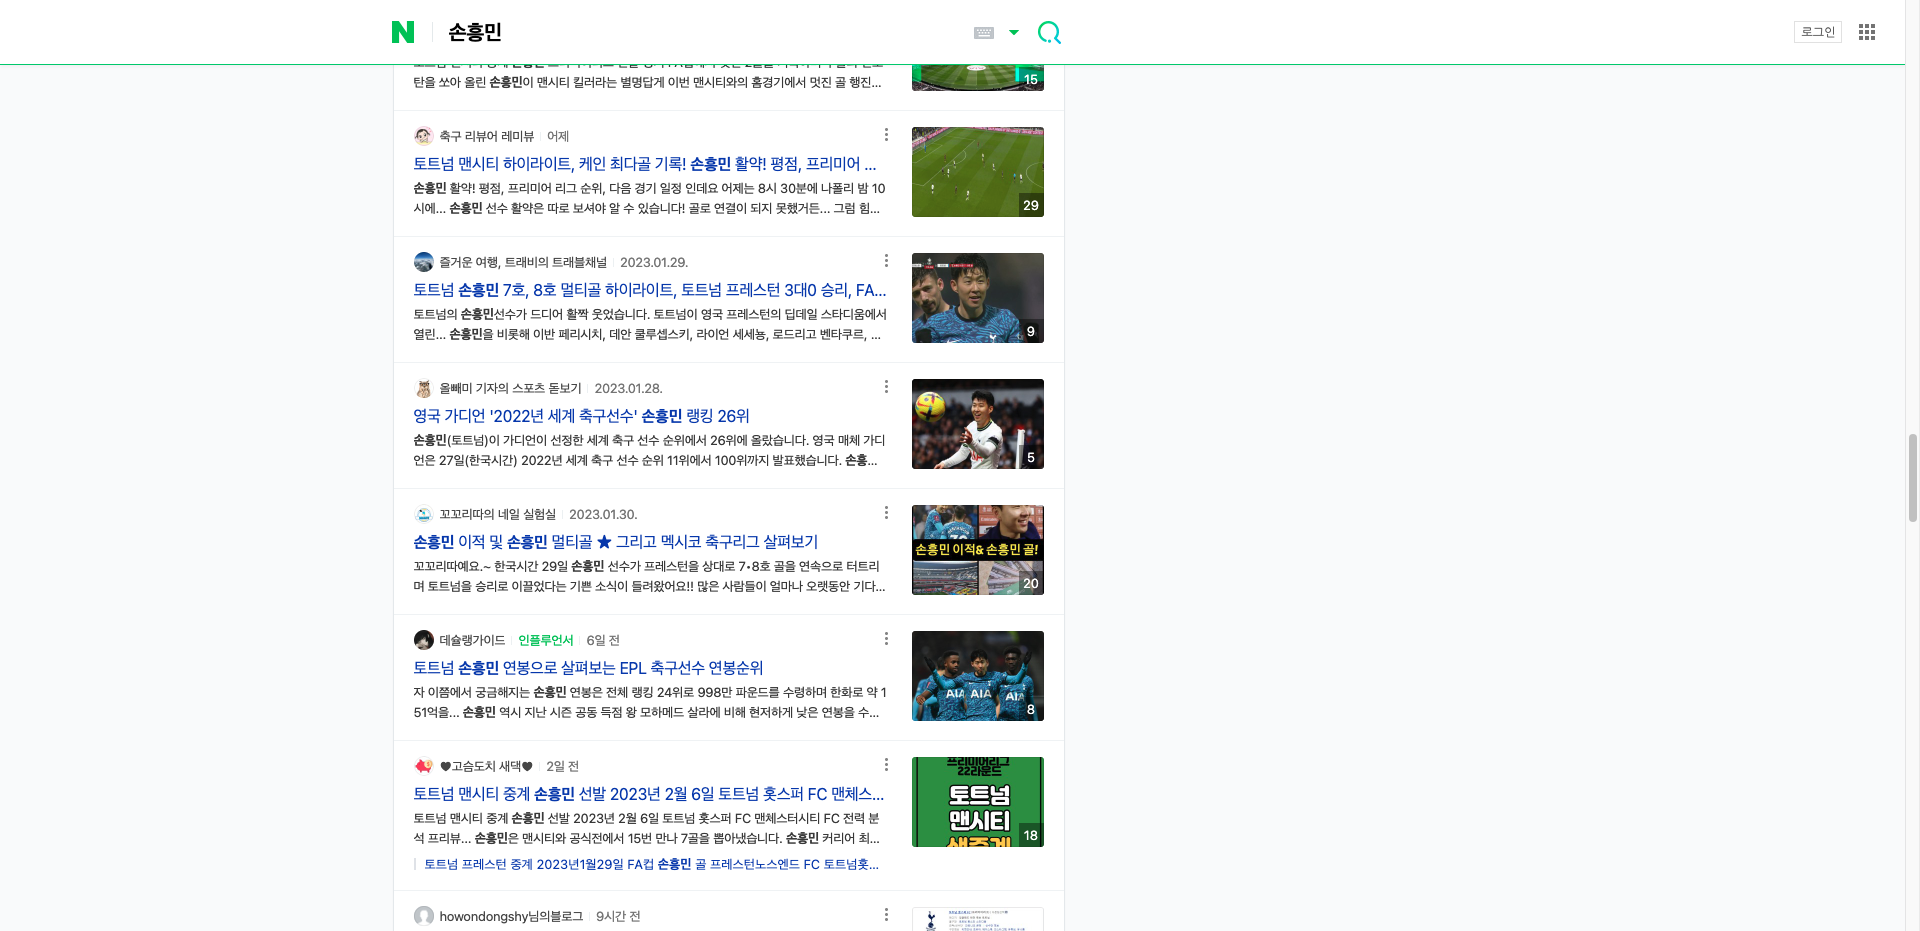 N
손흥민
로그인
탄을 쏘아 올린 손흥민이 맨시티 킬러라는 별명답게 이번 맨시티와의 홈경기에서 멋진 골 행진...
15
축구 리뷰어 레미뷰 어제
토트넘 맨시티 하이라이트, 케인 최다골 기록! 손흥민 활약! 평점, 프리미어 ...
손흥민 활약! 평점, 프리미어 리그 순위, 다음 경기 일정 인데요 어제는 8시 30분에 나폴리 밤 10
시에... 손흥민 선수 활약은 따로 보셔야 알 수 있습니다! 골로 연결이 되지 못했거든... 그럼 힘...
29
즐거운 여행, 트래비의 트래블채널 2023.01.29.
토트넘 손흥민 7호, 8호 멀티골 하이라이트, 토트넘 프레스턴 3대0 승리, FA...
토트넘의 손흥민선수가 드디어 활짝 웃었습니다. 토트넘이 영국 프레스턴의 딥데일 스타디움에서
열린... 손흥민을 비롯해 이반 페리시치, 데안 쿨루셉스키, 라이언 세세뇽, 로드리고 벤타쿠르, ...
9
올빼미 기자의 스포츠 돋보기 2023.01.28.
영국 가디언 '2022년 세계 축구선수' 손흥민 랭킹 26위
손흥민(토트넘)이 가디언이 선정한 세계 축구 선수 순위에서 26위에 올랐습니다. 영국 매체 가디
언은 27일(한국시간) 2022년 세계 축구 선수 순위 11위에서 100위까지 발표했습니다. 손흥...
5
꼬꼬리따의 네일 실험실 2023.01.30.
손흥민 이적 및 손흥민 멀티골 ★ 그리고 멕시코 축구리그 살펴보기
꼬꼬리따예요.~ 한국시간 29일 손흥민 선수가 프레스턴을 상대로 7•8호 골을 연속으로 터트리
며 토트넘을 승리로 이끌었다는 기쁜 소식이 들려왔어요!! 많은 사람들이 얼마나 오랫동안 기다...
손흥민 이적& 손흥민 골!
20
데슐랭가이드 인플루언서 6일 전
토트넘 손흥민 연봉으로 살펴보는 EPL 축구선수 연봉순위
자 이쯤에서 궁금해지는 손흥민 연봉은 전체 랭킹 24위로 998만 파운드를 수령하며 한화로 약 1
51억을... 손흥민 역시 지난 시즌 공동 득점 왕 모하메드 살라에 비해 현저하게 낮은 연봉을 수...
AIA AIA AIA
8
♥고슴도치 새댁♥ 2일 전
토트넘 맨시티 중계 손흥민 선발 2023년 2월 6일 토트넘 홋스퍼 FC 맨체스...
토트넘 맨시티 중계 손흥민 선발 2023년 2월 6일 토트넘 홋스퍼 FC 맨체스터시티 FC 전력 분
석 프리뷰... 손흥민은 맨시티와 공식전에서 15번 만나 7골을 뽑아냈습니다. 손흥민 커리어 최...
토트넘 프레스턴 중계 2023년1월29일 FA컵 손흥민 골 프레스턴노스엔드 FC 토트넘홋...
프리미어리그
22라운드
토트넘
맨시티
생중계
18
howondongshy님의블로그 9시간 전